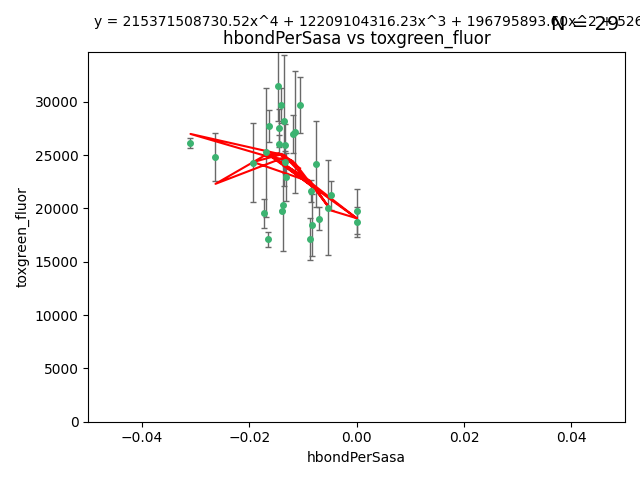 y = 215371508730.52x^4 + 12209104316.23x^3 + 196795893.60x^2 +
N = 29
hbondPerSasa vs toxgreen_fluor
30000
25000
20000
15000
10000
5000
0
toxgreen_fluor
−0.04 −0.02 0.00 0.02 0.04
hbondPerSasa